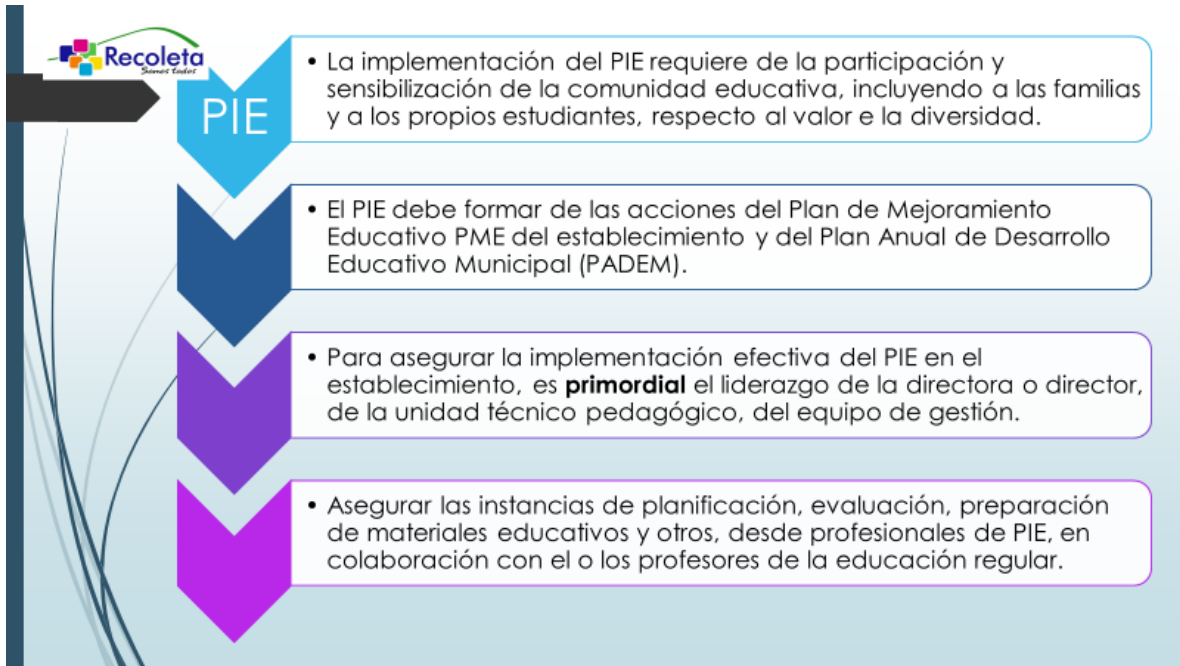 Recoleta
Somos todos
PIE
• La implementación del PIE requiere de la participación y
sensibilización de la comunidad educativa, incluyendo a las familias
y a los propios estudiantes, respecto al valor e la diversidad.
• El PIE debe formar de las acciones del Plan de Mejoramiento
Educativo PME del establecimiento y del Plan Anual de Desarrollo
Educativo Municipal (PADEM).
• Para asegurar la implementación efectiva del PIE en el
establecimiento, es primordial el liderazgo de la directora o director,
de la unidad técnico pedagógico, del equipo de gestión.
• Asegurar las instancias de planificación, evaluación, preparación
de materiales educativos y otros, desde profesionales de PIE, en
colaboración con el o los profesores de la educación regular.